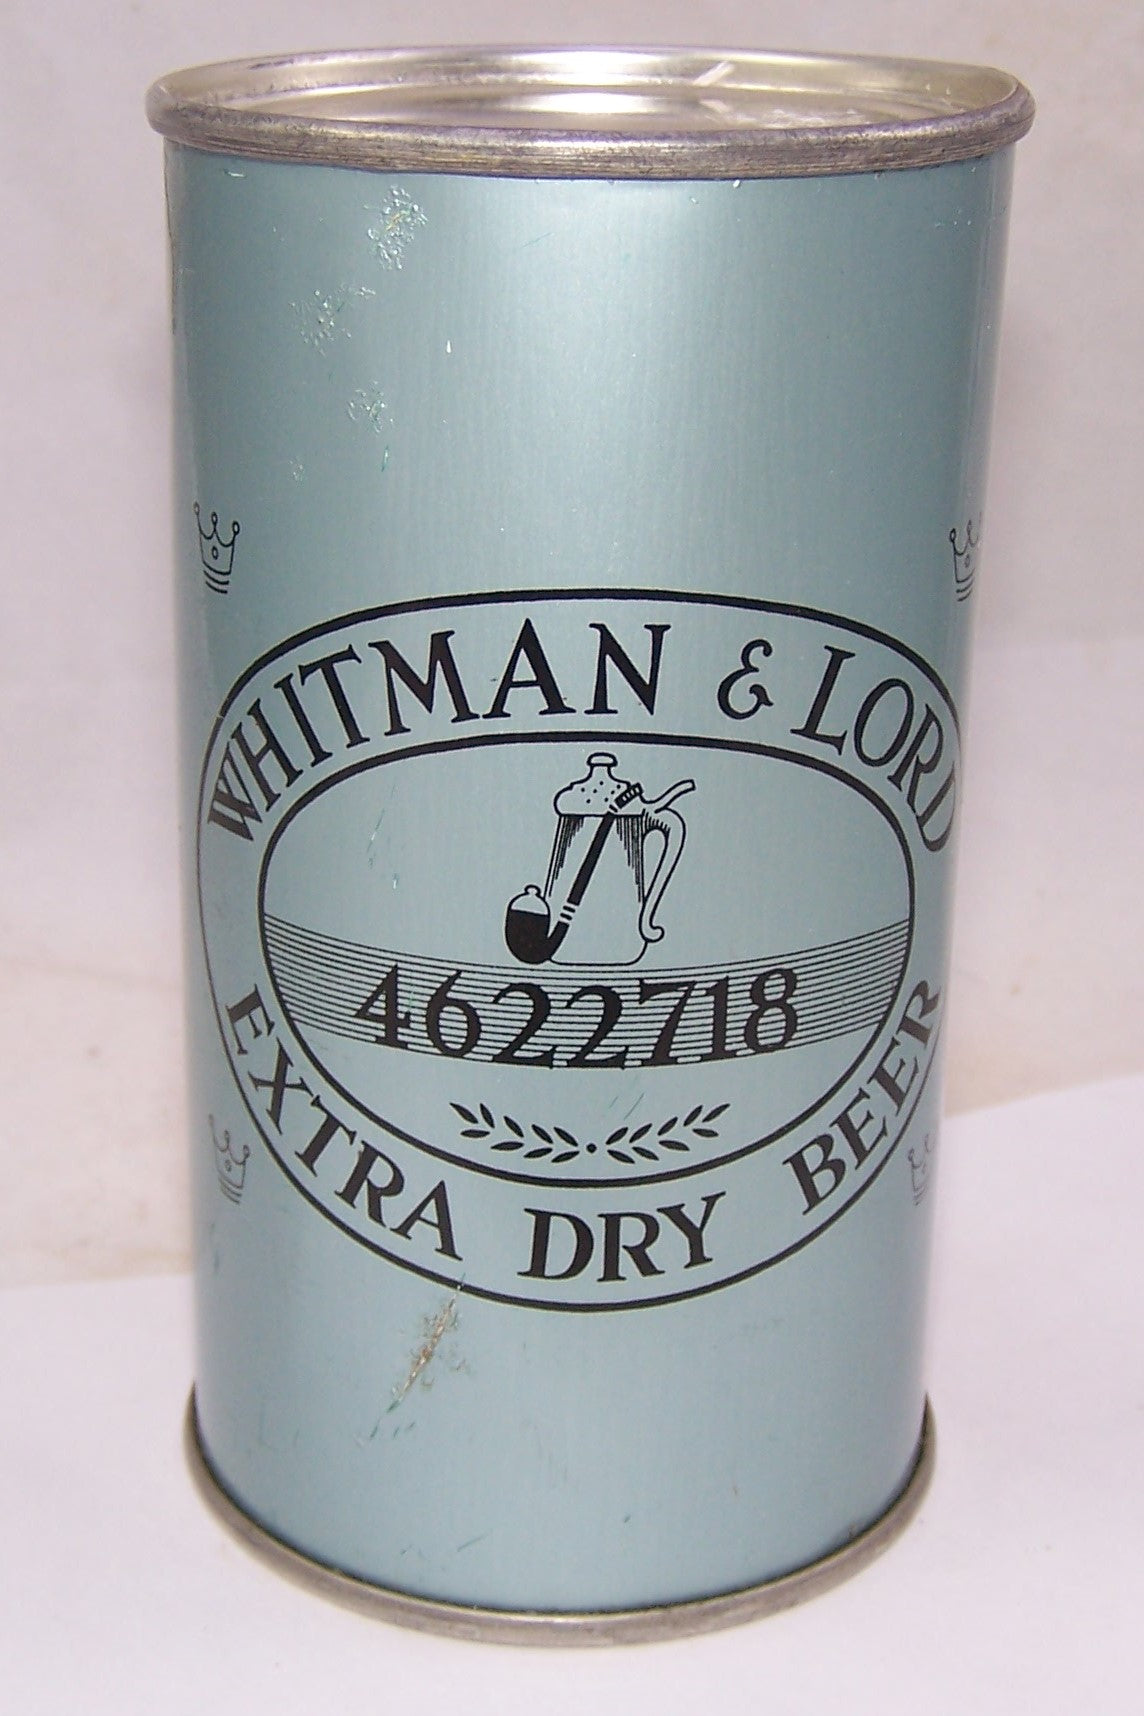 WHITMAN & LORD
4622718
EXTRA DRY BEER